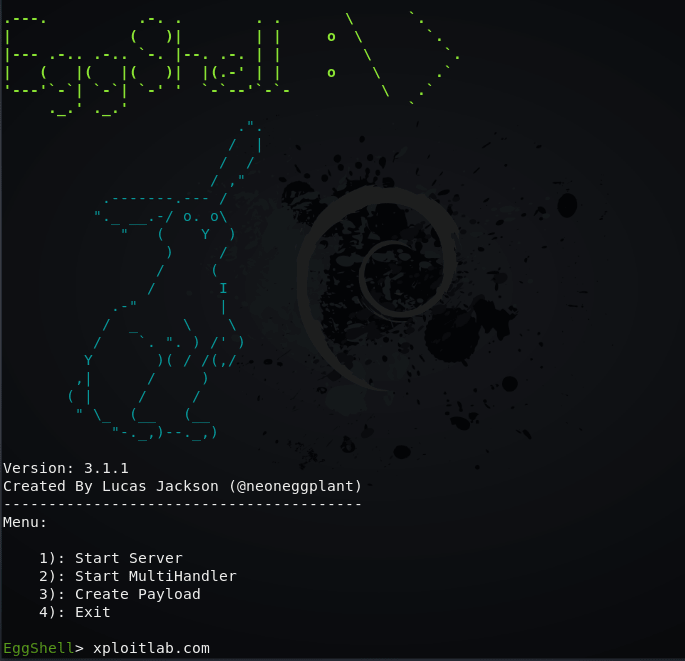 EggShell
Version: 3.1.1
Created By Lucas Jackson (@neoneggplant)
----------------------------------------
Menu:
1): Start Server
2): Start MultiHandler
3): Create Payload
4): Exit
EggShell> xploitlab.com